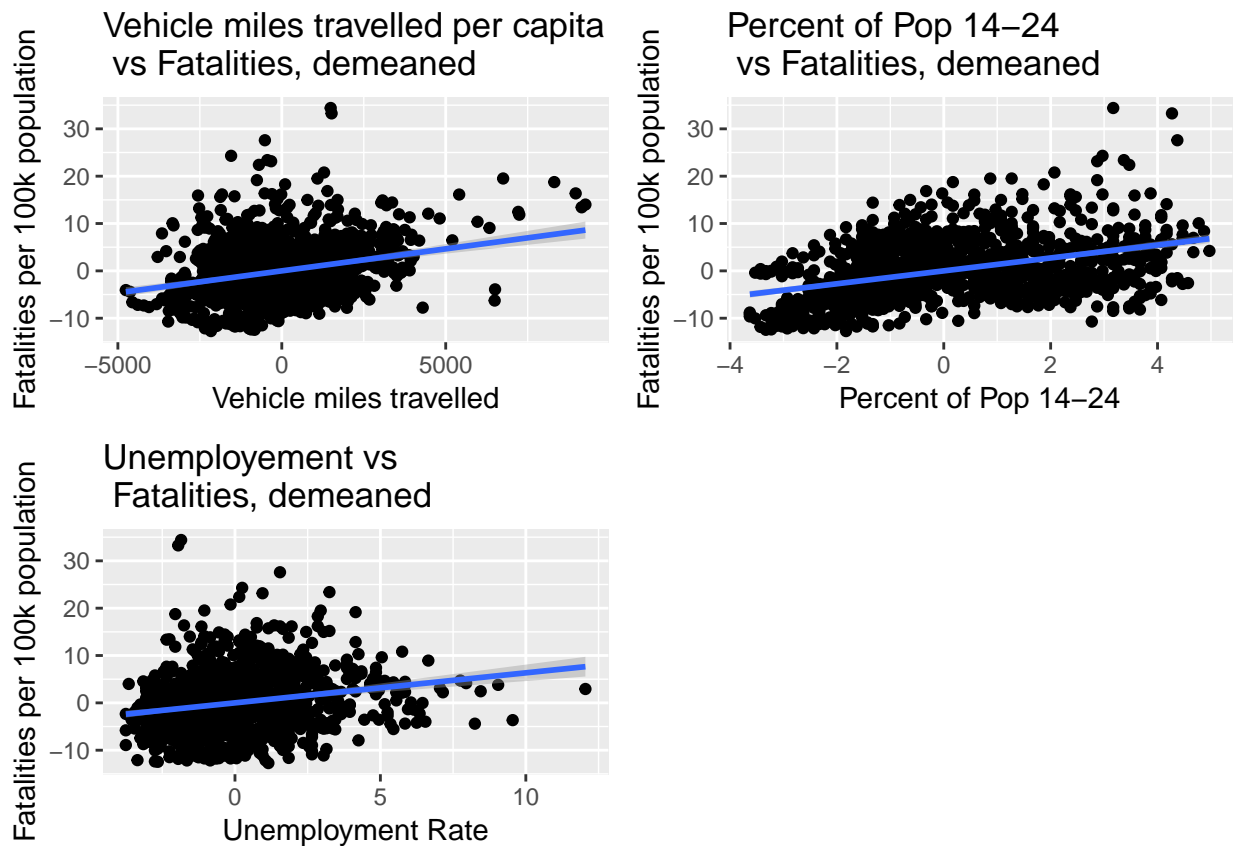 Vehicle miles travelled per capita
vs Fatalities, demeaned
Fatalities per 100k population
30
20
10
0
−10
−5000
0
5000
Vehicle miles travelled
Percent of Pop 14−24
vs Fatalities, demeaned
Fatalities per 100k population
30
20
10
0
−10
−4
−2
0
2
4
Percent of Pop 14−24
Unemployement vs
Fatalities, demeaned
Fatalities per 100k population
30
20
10
0
−10
0
5
10
Unemployment Rate